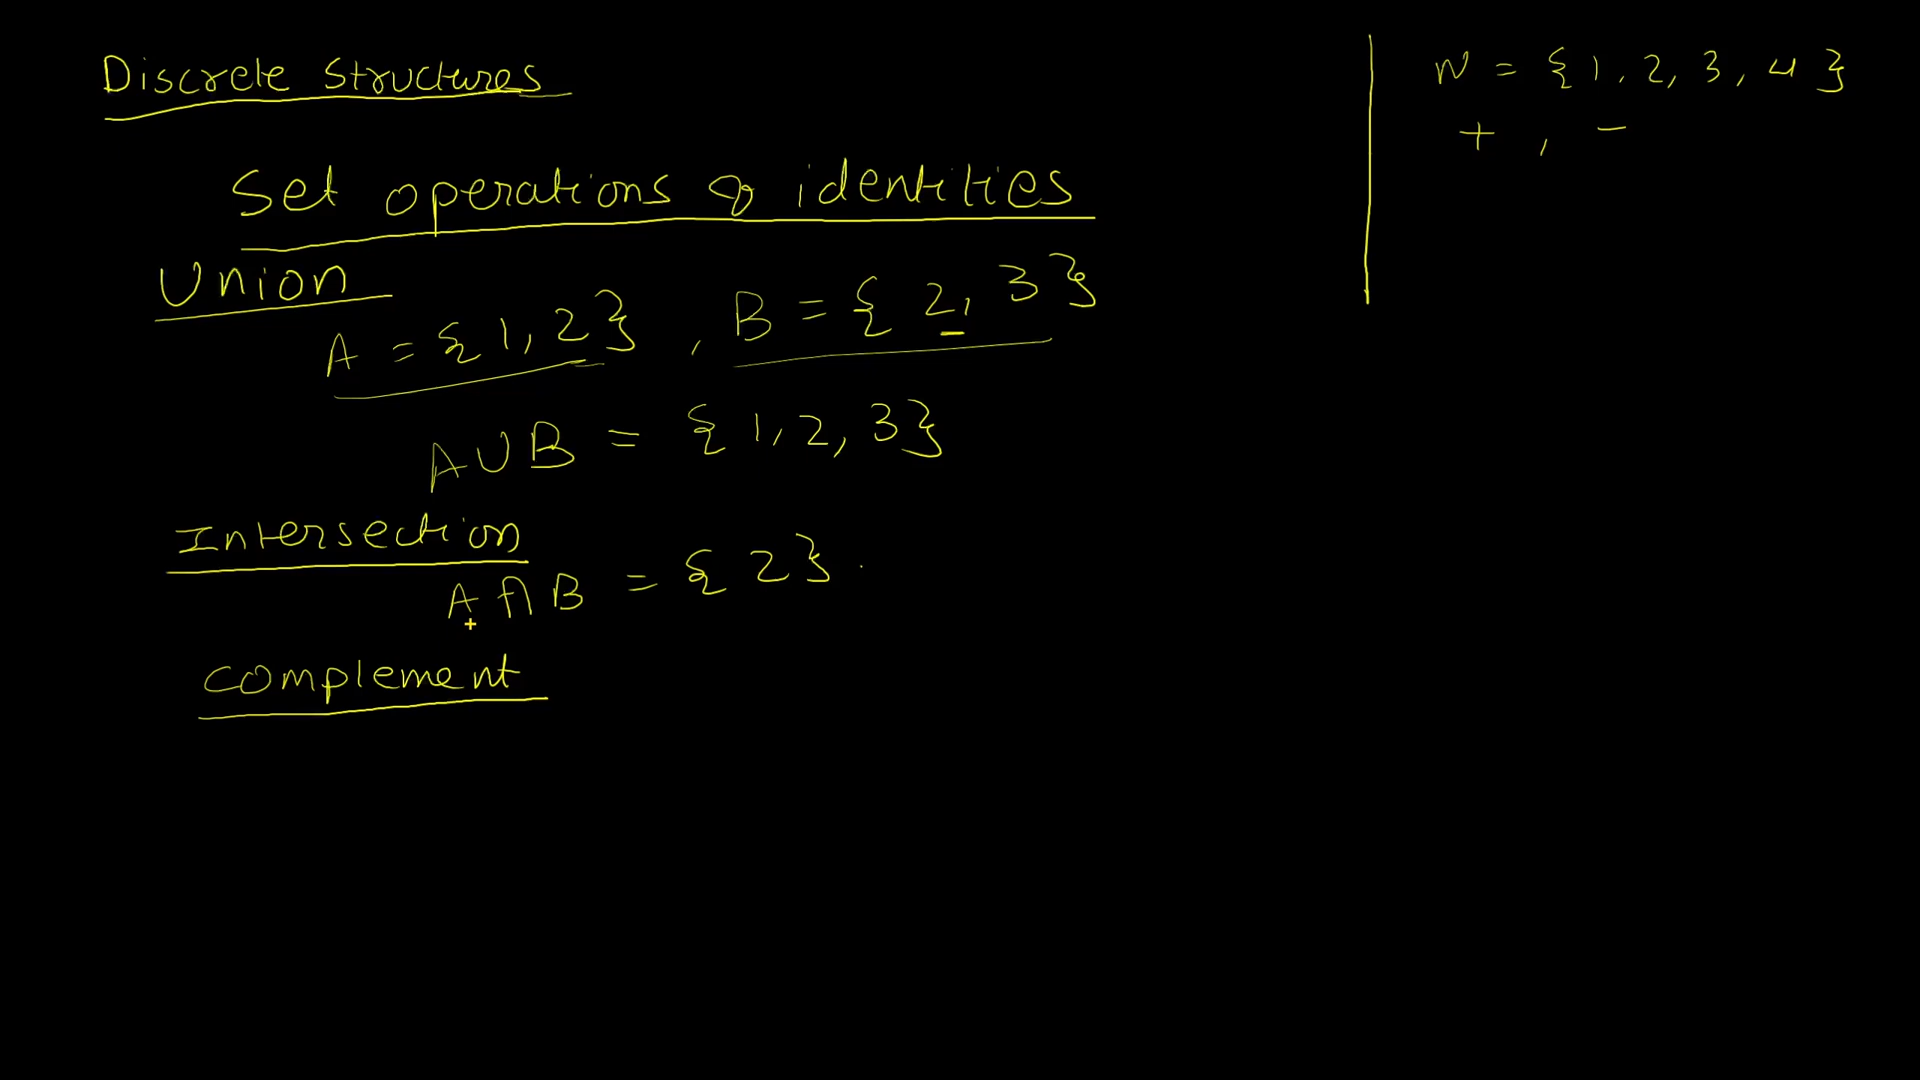 Discrete Structures
Set operations & identities
Union
A = {1, 2} , B = {2, 3}
A∪B = {1, 2, 3}
Intersection
A∩B = {2} .
Complement
N = {1, 2, 3, 4}
+ , -